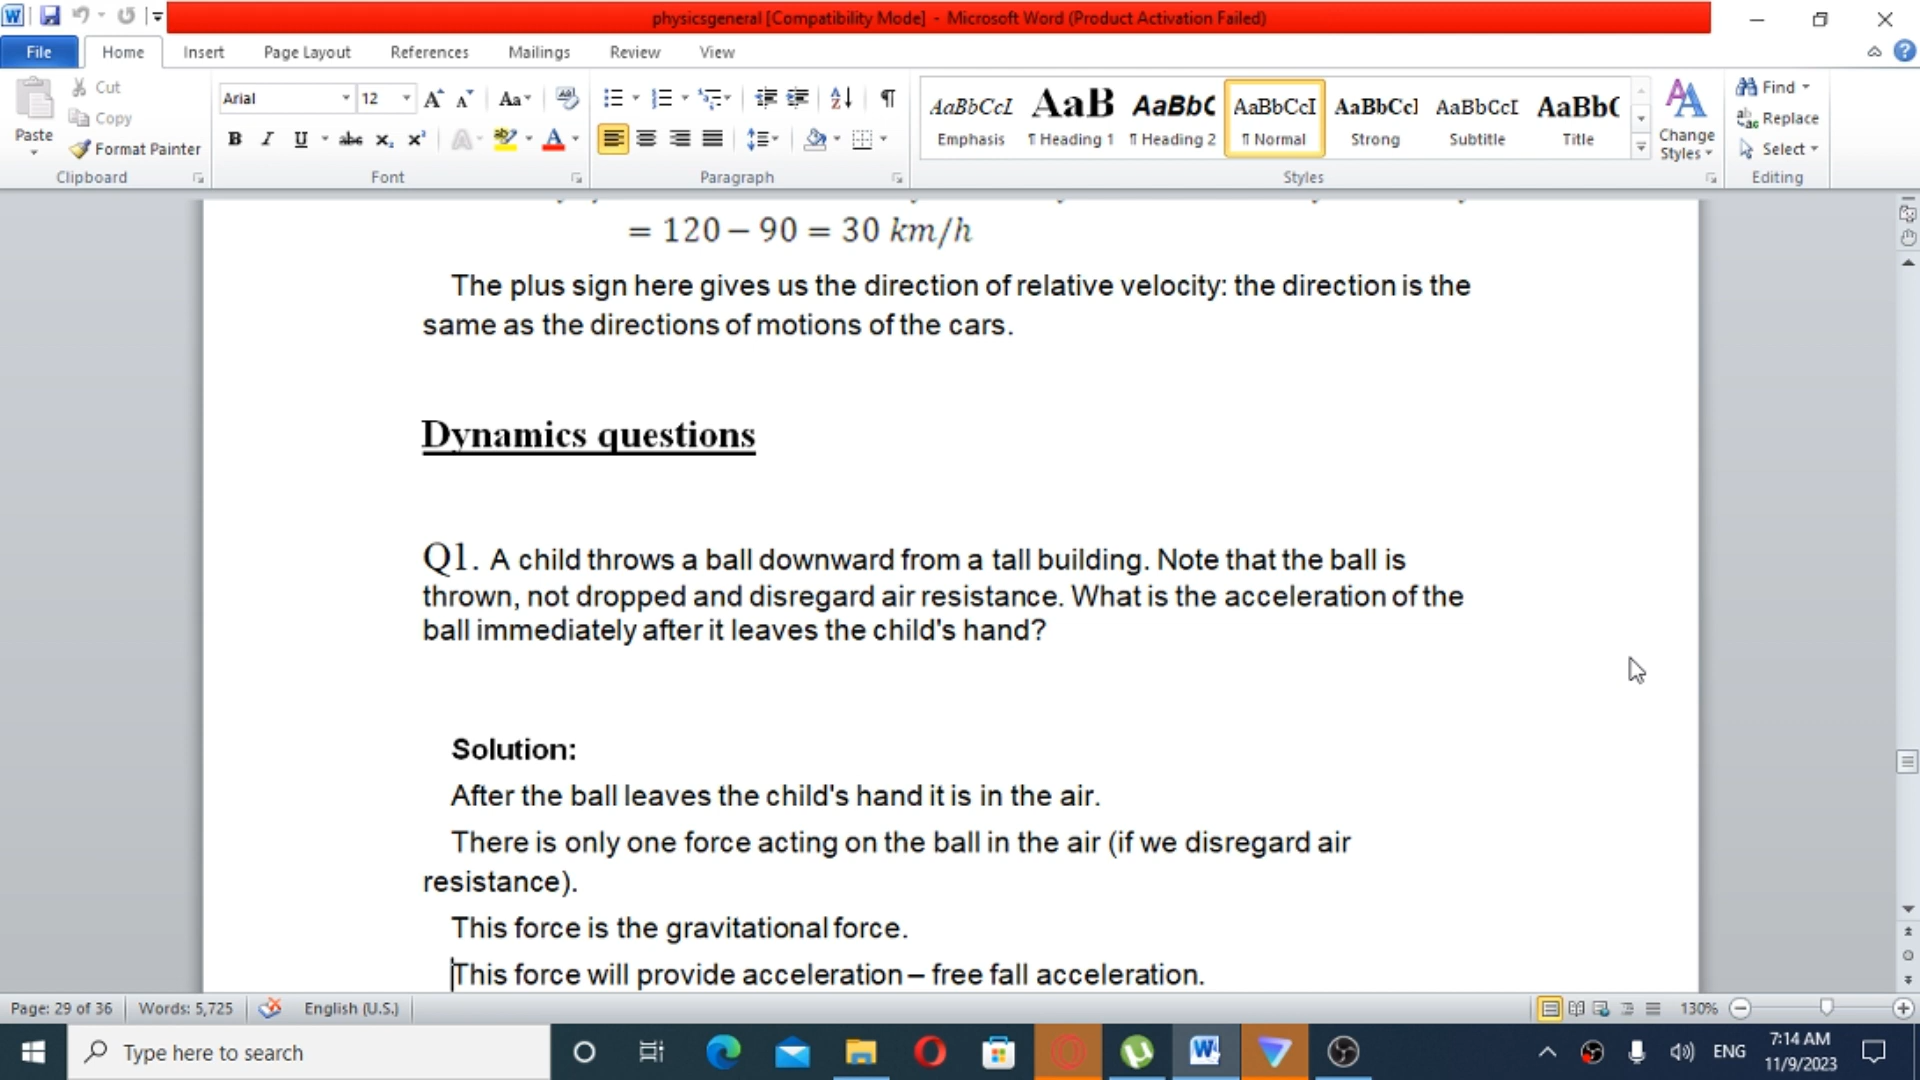 physicsgeneral [Compatibility Mode] - Microsoft Word (Product Activation Failed)
File Home Insert Page Layout References Mailings Review View
Cut
Copy
Format Painter
Paste
Clipboard
Arial 12
Font
Paragraph
AaBbCcI AaB AaBbC AaBbCcI AaBbCcI AaBbCcI AaBbC
Emphasis ¶ Heading 1 ¶ Heading 2 ¶ Normal Strong Subtitle Title
Change Styles
Styles
Find
Replace
Select
Editing
= 120 − 90 = 30 km/h
The plus sign here gives us the direction of relative velocity: the direction is the
same as the directions of motions of the cars.
Dynamics questions
Q1. A child throws a ball downward from a tall building. Note that the ball is
thrown, not dropped and disregard air resistance. What is the acceleration of the
ball immediately after it leaves the child's hand?
Solution:
After the ball leaves the child's hand it is in the air.
There is only one force acting on the ball in the air (if we disregard air
resistance).
This force is the gravitational force.
This force will provide acceleration – free fall acceleration.
Page: 29 of 36 Words: 5,725 English (U.S.) 130%
Type here to search
ENG
7:14 AM
11/9/2023